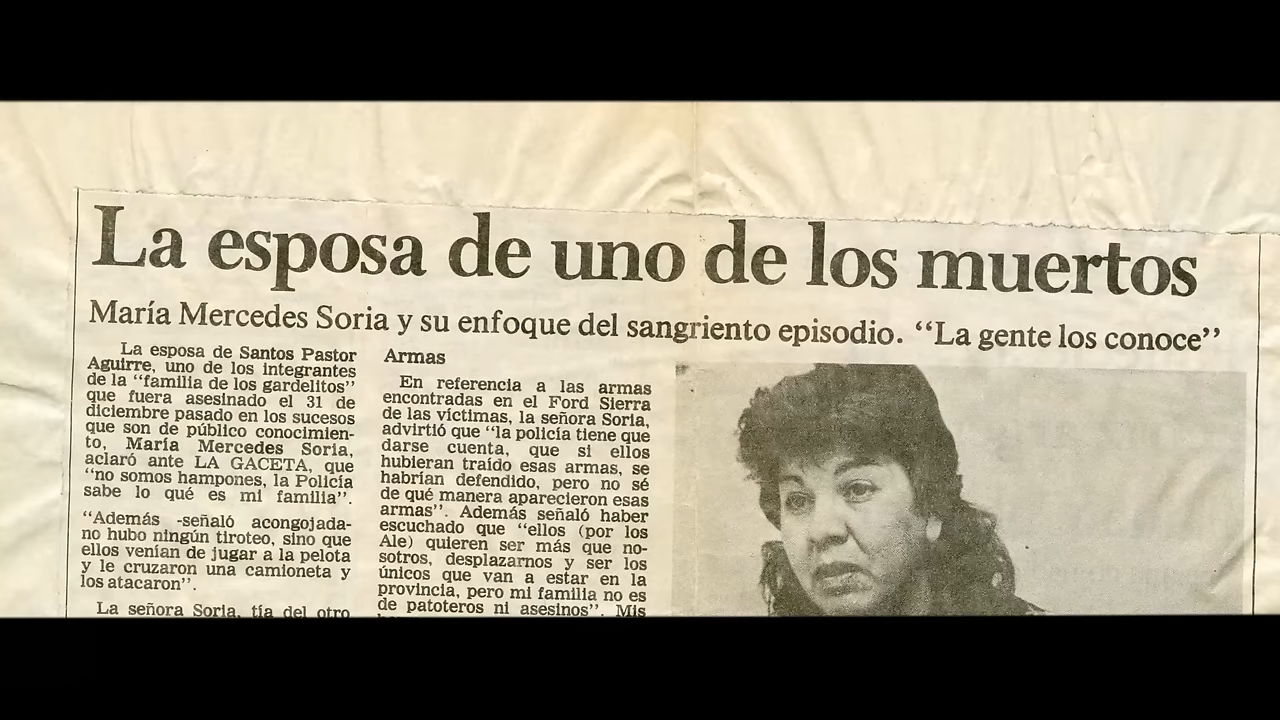 La esposa de uno de los muertos
María Mercedes Soria y su enfoque del sangriento episodio. “La gente los conoce”
La esposa de Santos Pastor
Aguirre, uno de los integrantes
de la “familia de los gardelitos”
que fuera asesinado el 31 de
diciembre pasado en los sucesos
que son de público conocimien-
to, María Mercedes Soria,
aclaró ante LA GACETA, que
“no somos hampones, la Policía
sabe lo qué es mi familia”.
“Además -señaló acongojada-
no hubo ningún tiroteo, sino que
ellos venían de jugar a la pelota
y le cruzaron una camioneta y
los atacaron”.
La señora Soria, tía del otro
Armas
En referencia a las armas
encontradas en el Ford Sierra
de las víctimas, la señora Soria,
advirtió que “la policía tiene que
darse cuenta, que si ellos
hubieran traído esas armas, se
habrían defendido, pero no sé
de qué manera aparecieron esas
armas”. Además señaló haber
escuchado que “ellos (por los
Ale) quieren ser más que no-
sotros, desplazarnos y ser los
únicos que van a estar en la
provincia, pero mi familia no es
de patoteros ni asesinos”. Mis